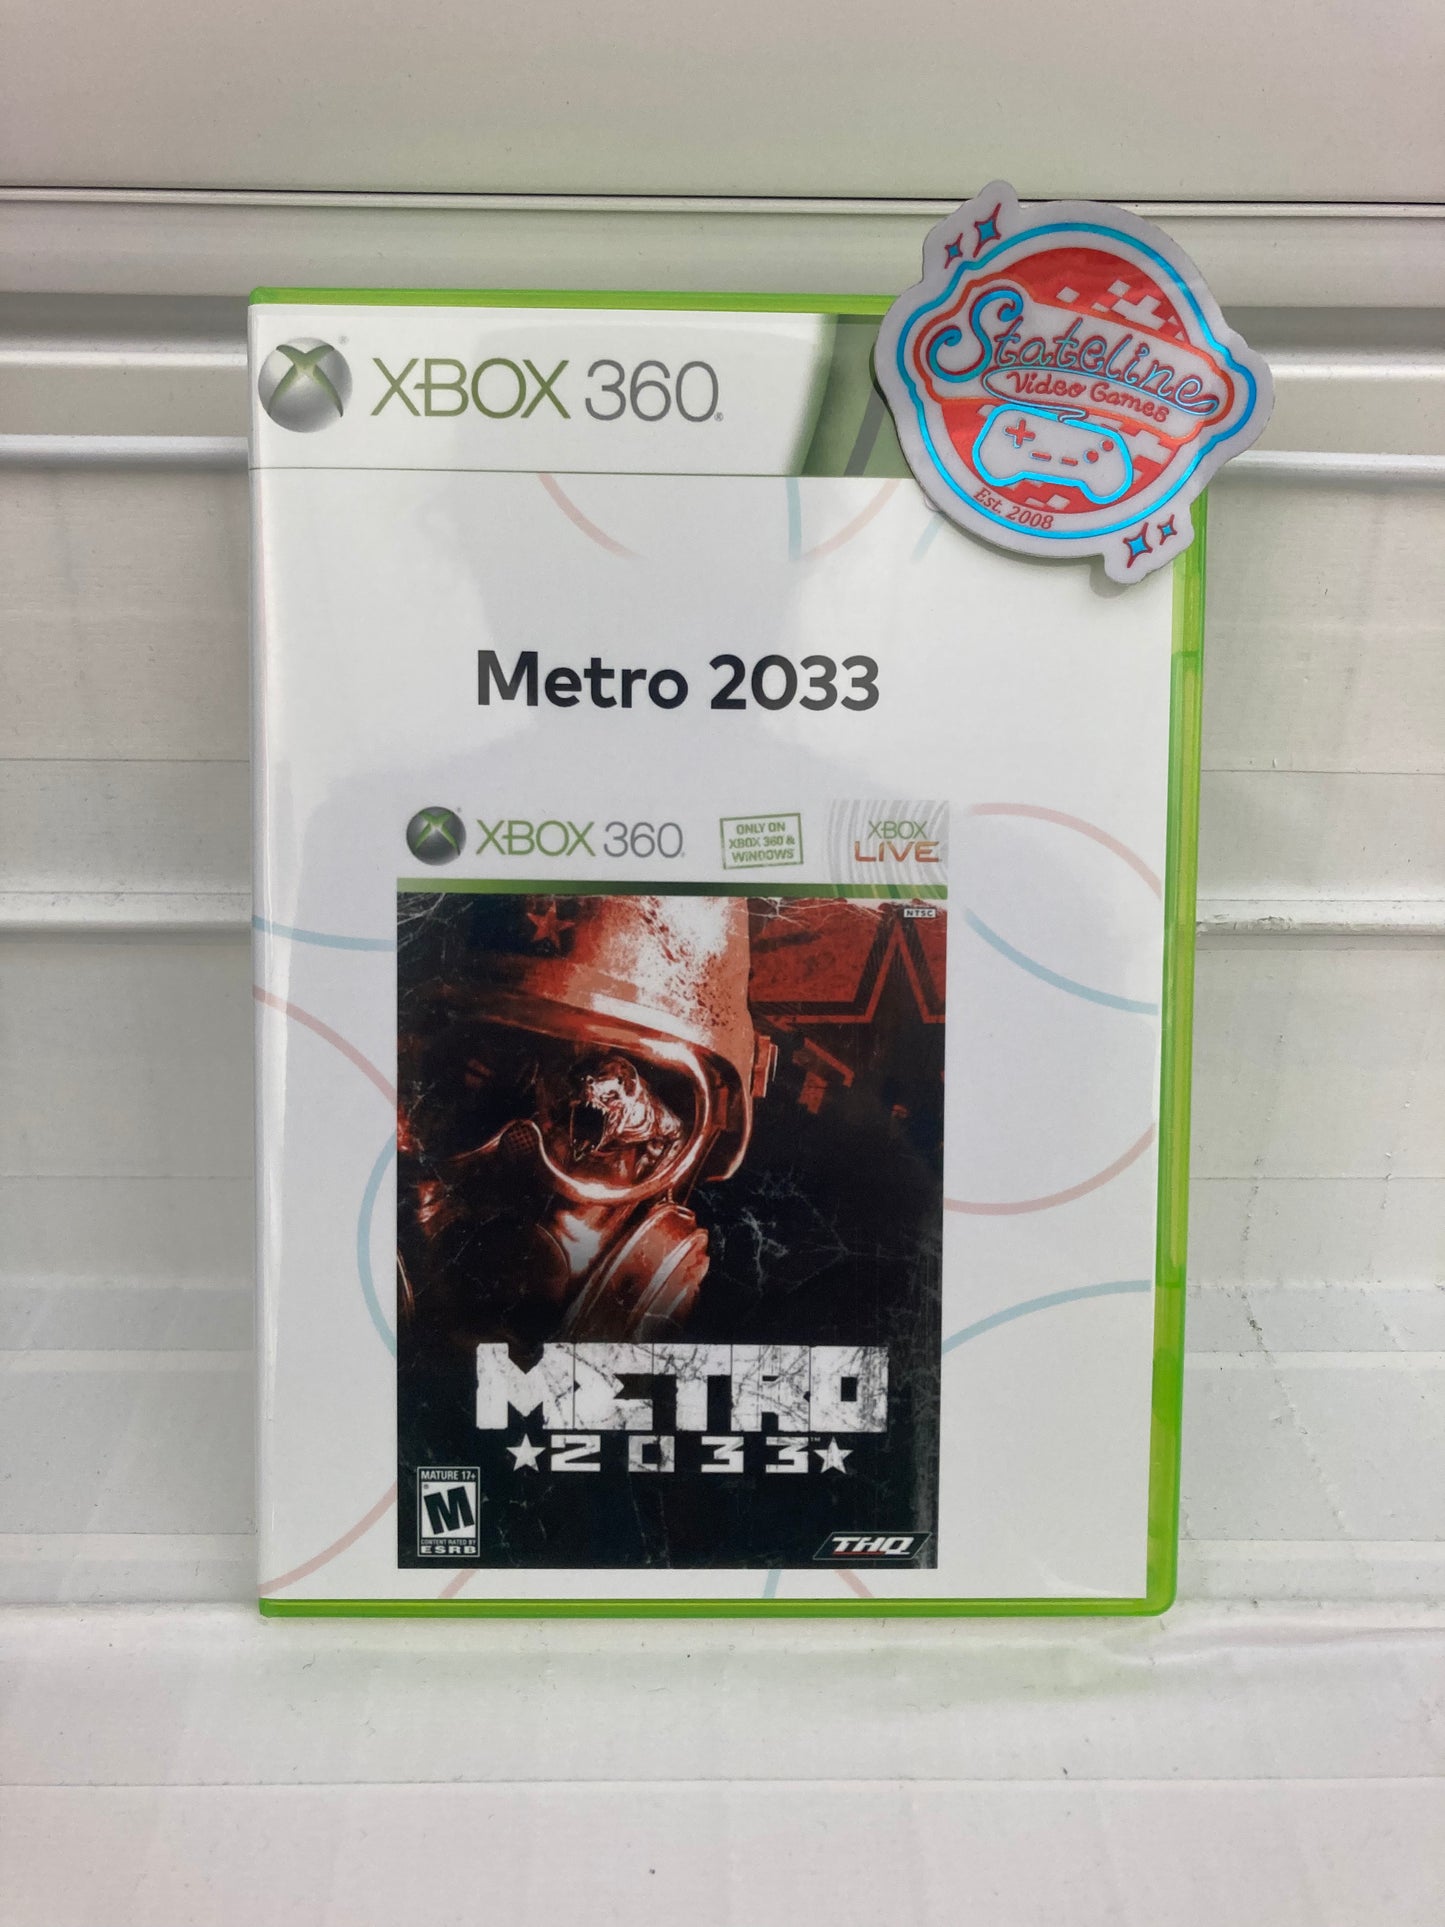 XBOX 360®
Stateline
Video Games
Est. 2008
Metro 2033
XBOX 360
ONLY ON
XBOX 360 &
WINDOWS
XBOX
LIVE
NTSC
METRO
2033™
MATURE 17+
M
CONTENT RATED BY
ESRB
THQ